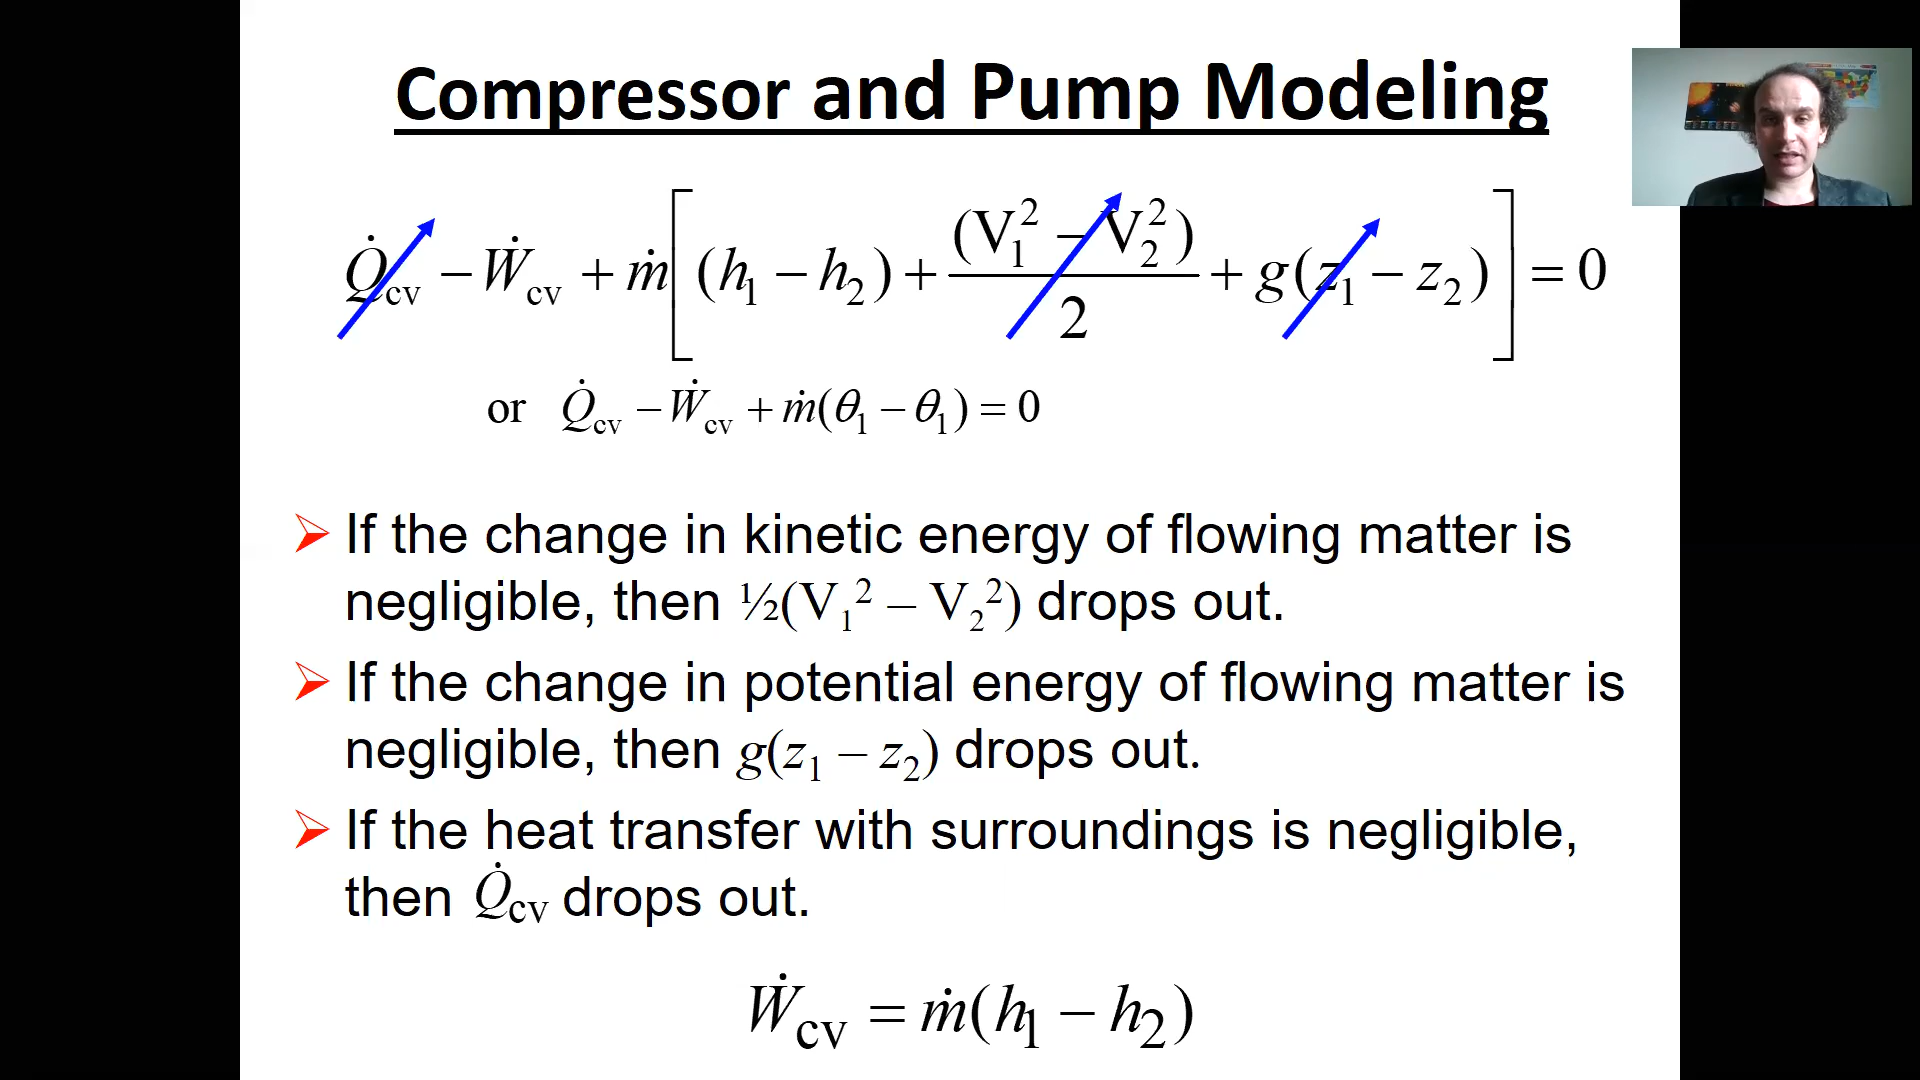 Compressor and Pump Modeling
Q̇cv − Ẇcv + ṁ[(h₁ − h₂) + (V₁² − V₂²)/2 + g(z₁ − z₂)] = 0
or Q̇cv − Ẇcv + ṁ(θ₁ − θ₁) = 0
➢ If the change in kinetic energy of flowing matter is
negligible, then ½(V₁² – V₂²) drops out.
➢ If the change in potential energy of flowing matter is
negligible, then g(z₁ – z₂) drops out.
➢ If the heat transfer with surroundings is negligible,
then Q̇cv drops out.
Ẇcv = ṁ(h₁ − h₂)